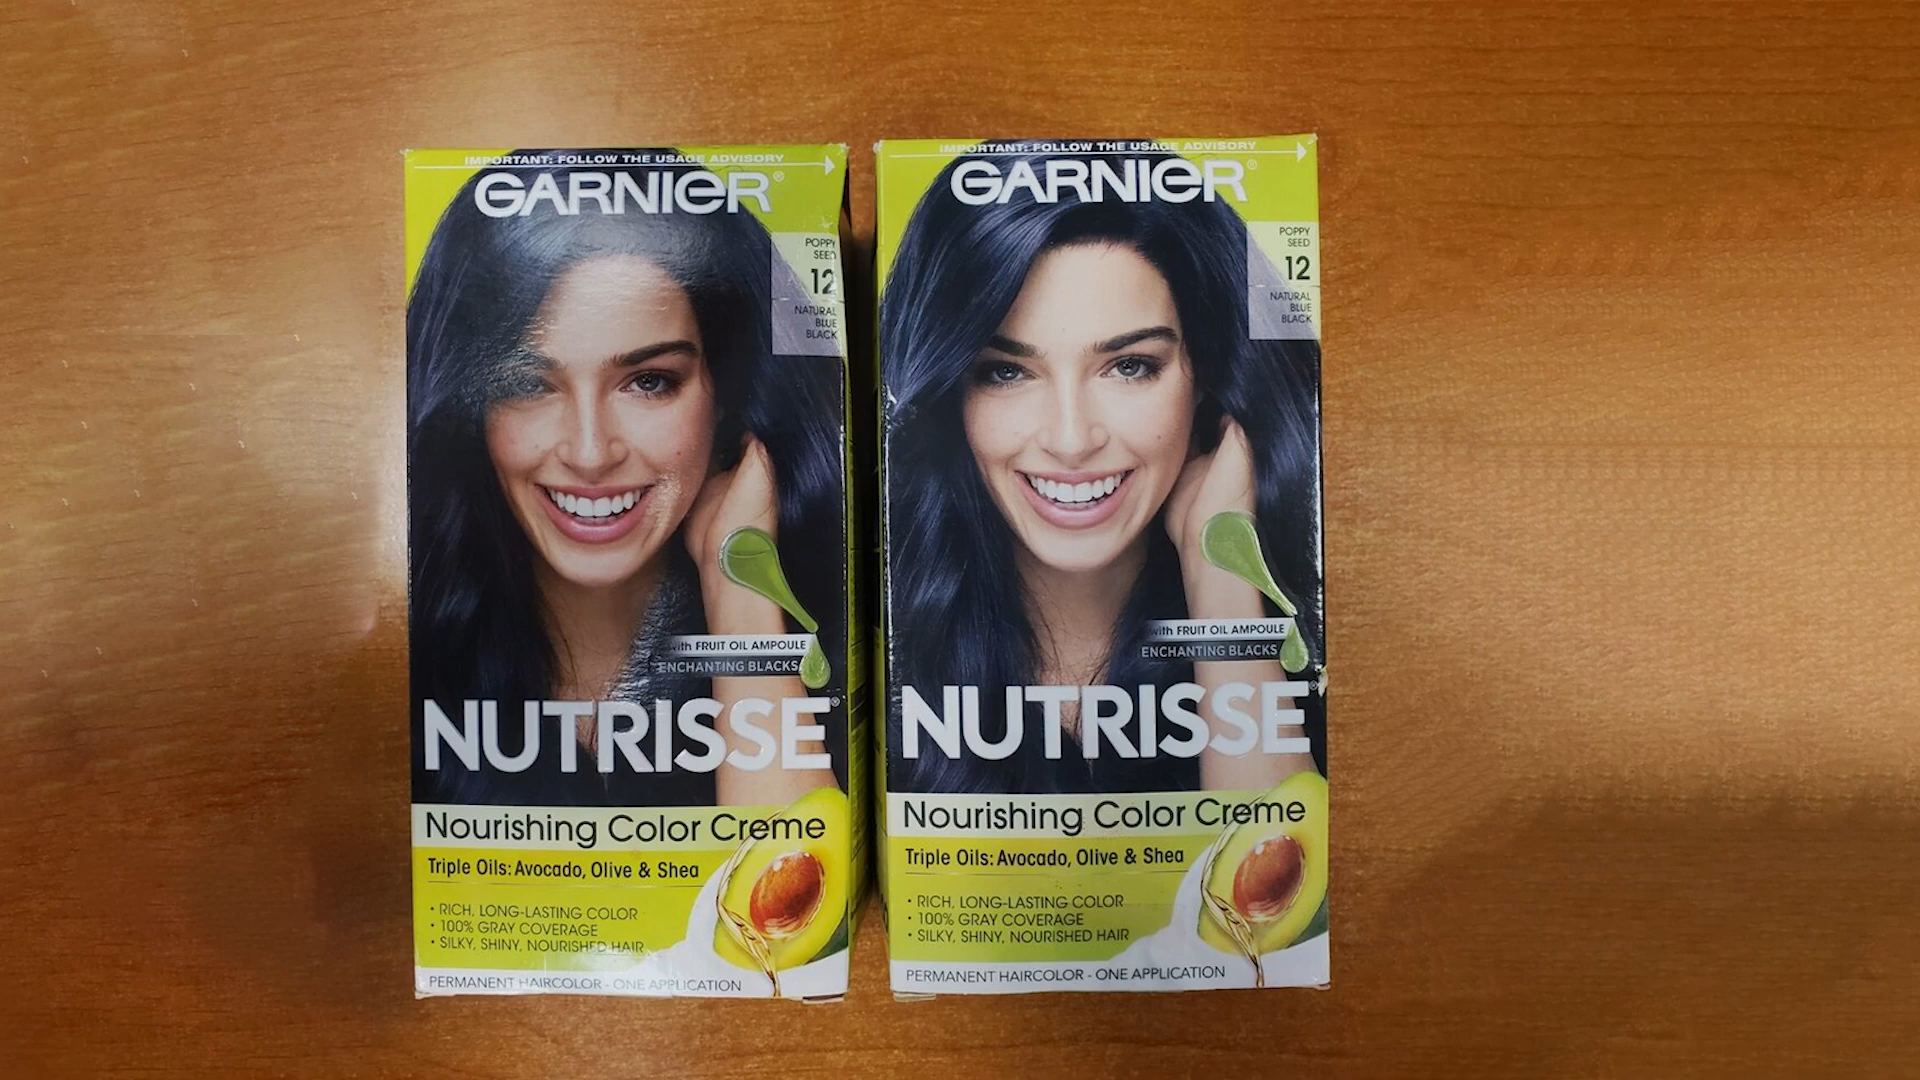 IMPORTANT: FOLLOW THE USAGE ADVISORY
GARNIER®
POPPY
SEED
12
NATURAL
BLUE
BLACK
with FRUIT OIL AMPOULE
ENCHANTING BLACKS
NUTRISSE®
Nourishing Color Creme
Triple Oils: Avocado, Olive & Shea
• RICH, LONG-LASTING COLOR
• 100% GRAY COVERAGE
• SILKY, SHINY, NOURISHED HAIR
PERMANENT HAIRCOLOR - ONE APPLICATION
IMPORTANT: FOLLOW THE USAGE ADVISORY
GARNIER®
POPPY
SEED
12
NATURAL
BLUE
BLACK
with FRUIT OIL AMPOULE
ENCHANTING BLACKS
NUTRISSE®
Nourishing Color Creme
Triple Oils: Avocado, Olive & Shea
• RICH, LONG-LASTING COLOR
• 100% GRAY COVERAGE
• SILKY, SHINY, NOURISHED HAIR
PERMANENT HAIRCOLOR - ONE APPLICATION